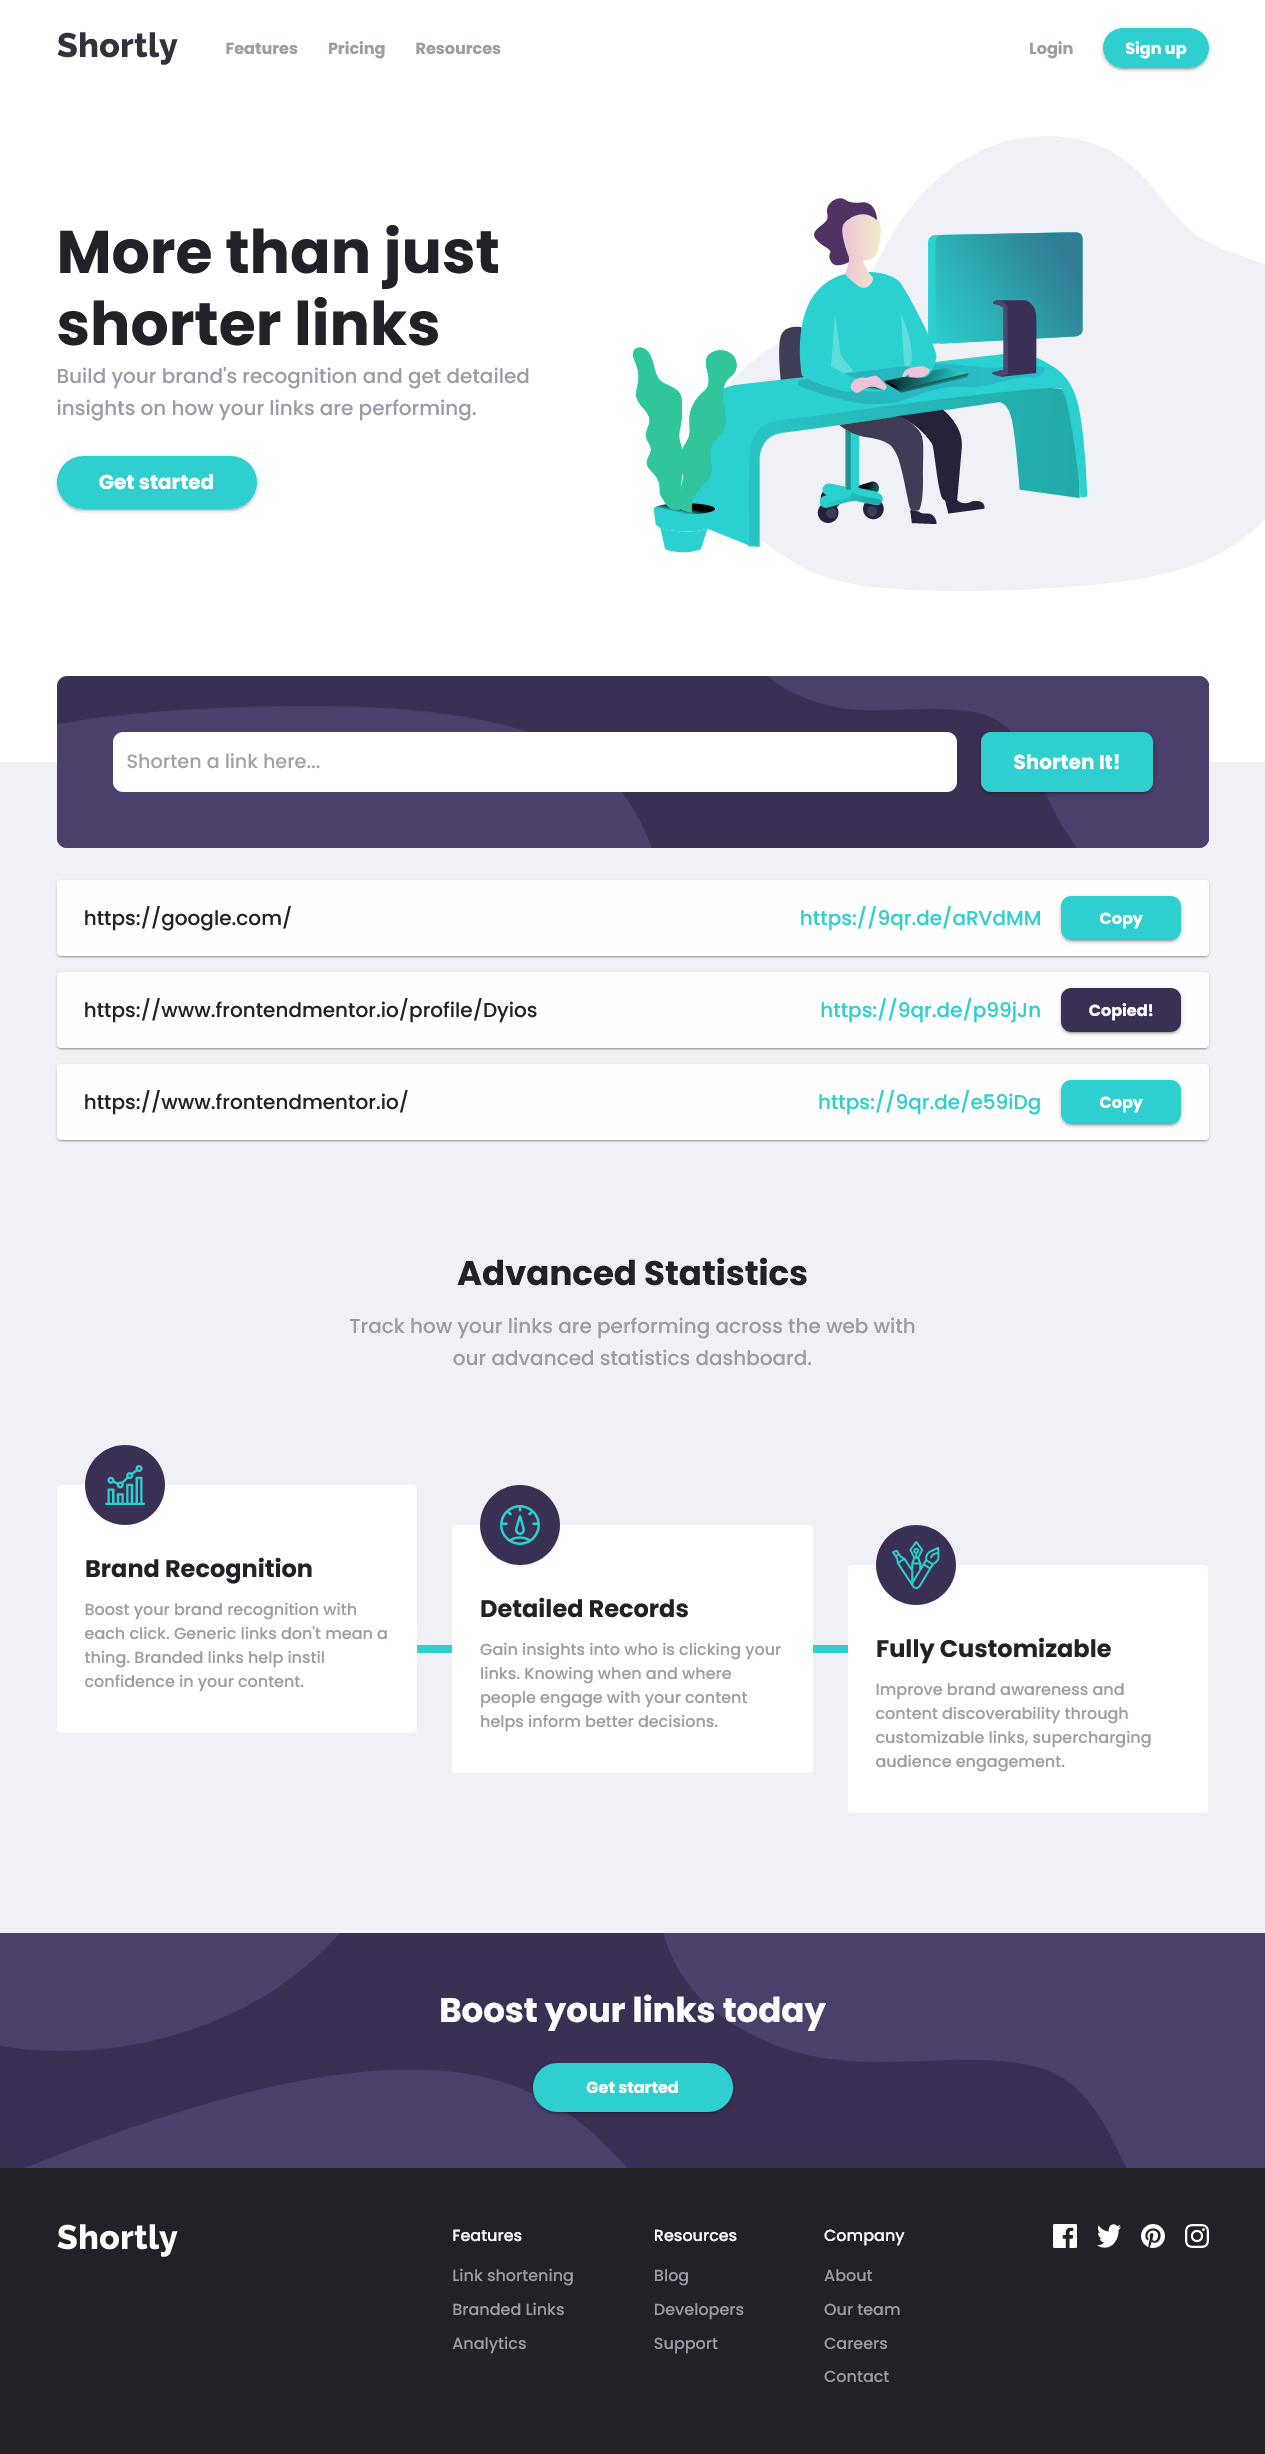 Shortly
Features
Pricing
Resources
Login
Sign up
More than just
shorter links
Build your brand's recognition and get detailed
insights on how your links are performing.
Get started
Shorten a link here...
Shorten It!
https://google.com/
https://9qr.de/aRVdMM
Copy
https://www.frontendmentor.io/profile/Dyios
https://9qr.de/p99jJn
Copied!
https://www.frontendmentor.io/
https://9qr.de/e59iDg
Copy
Advanced Statistics
Track how your links are performing across the web with
our advanced statistics dashboard.
Brand Recognition
Boost your brand recognition with
each click. Generic links don't mean a
thing. Branded links help instil
confidence in your content.
Detailed Records
Gain insights into who is clicking your
links. Knowing when and where
people engage with your content
helps inform better decisions.
Fully Customizable
Improve brand awareness and
content discoverability through
customizable links, supercharging
audience engagement.
Boost your links today
Get started
Shortly
Features
Link shortening
Branded Links
Analytics
Resources
Blog
Developers
Support
Company
About
Our team
Careers
Contact